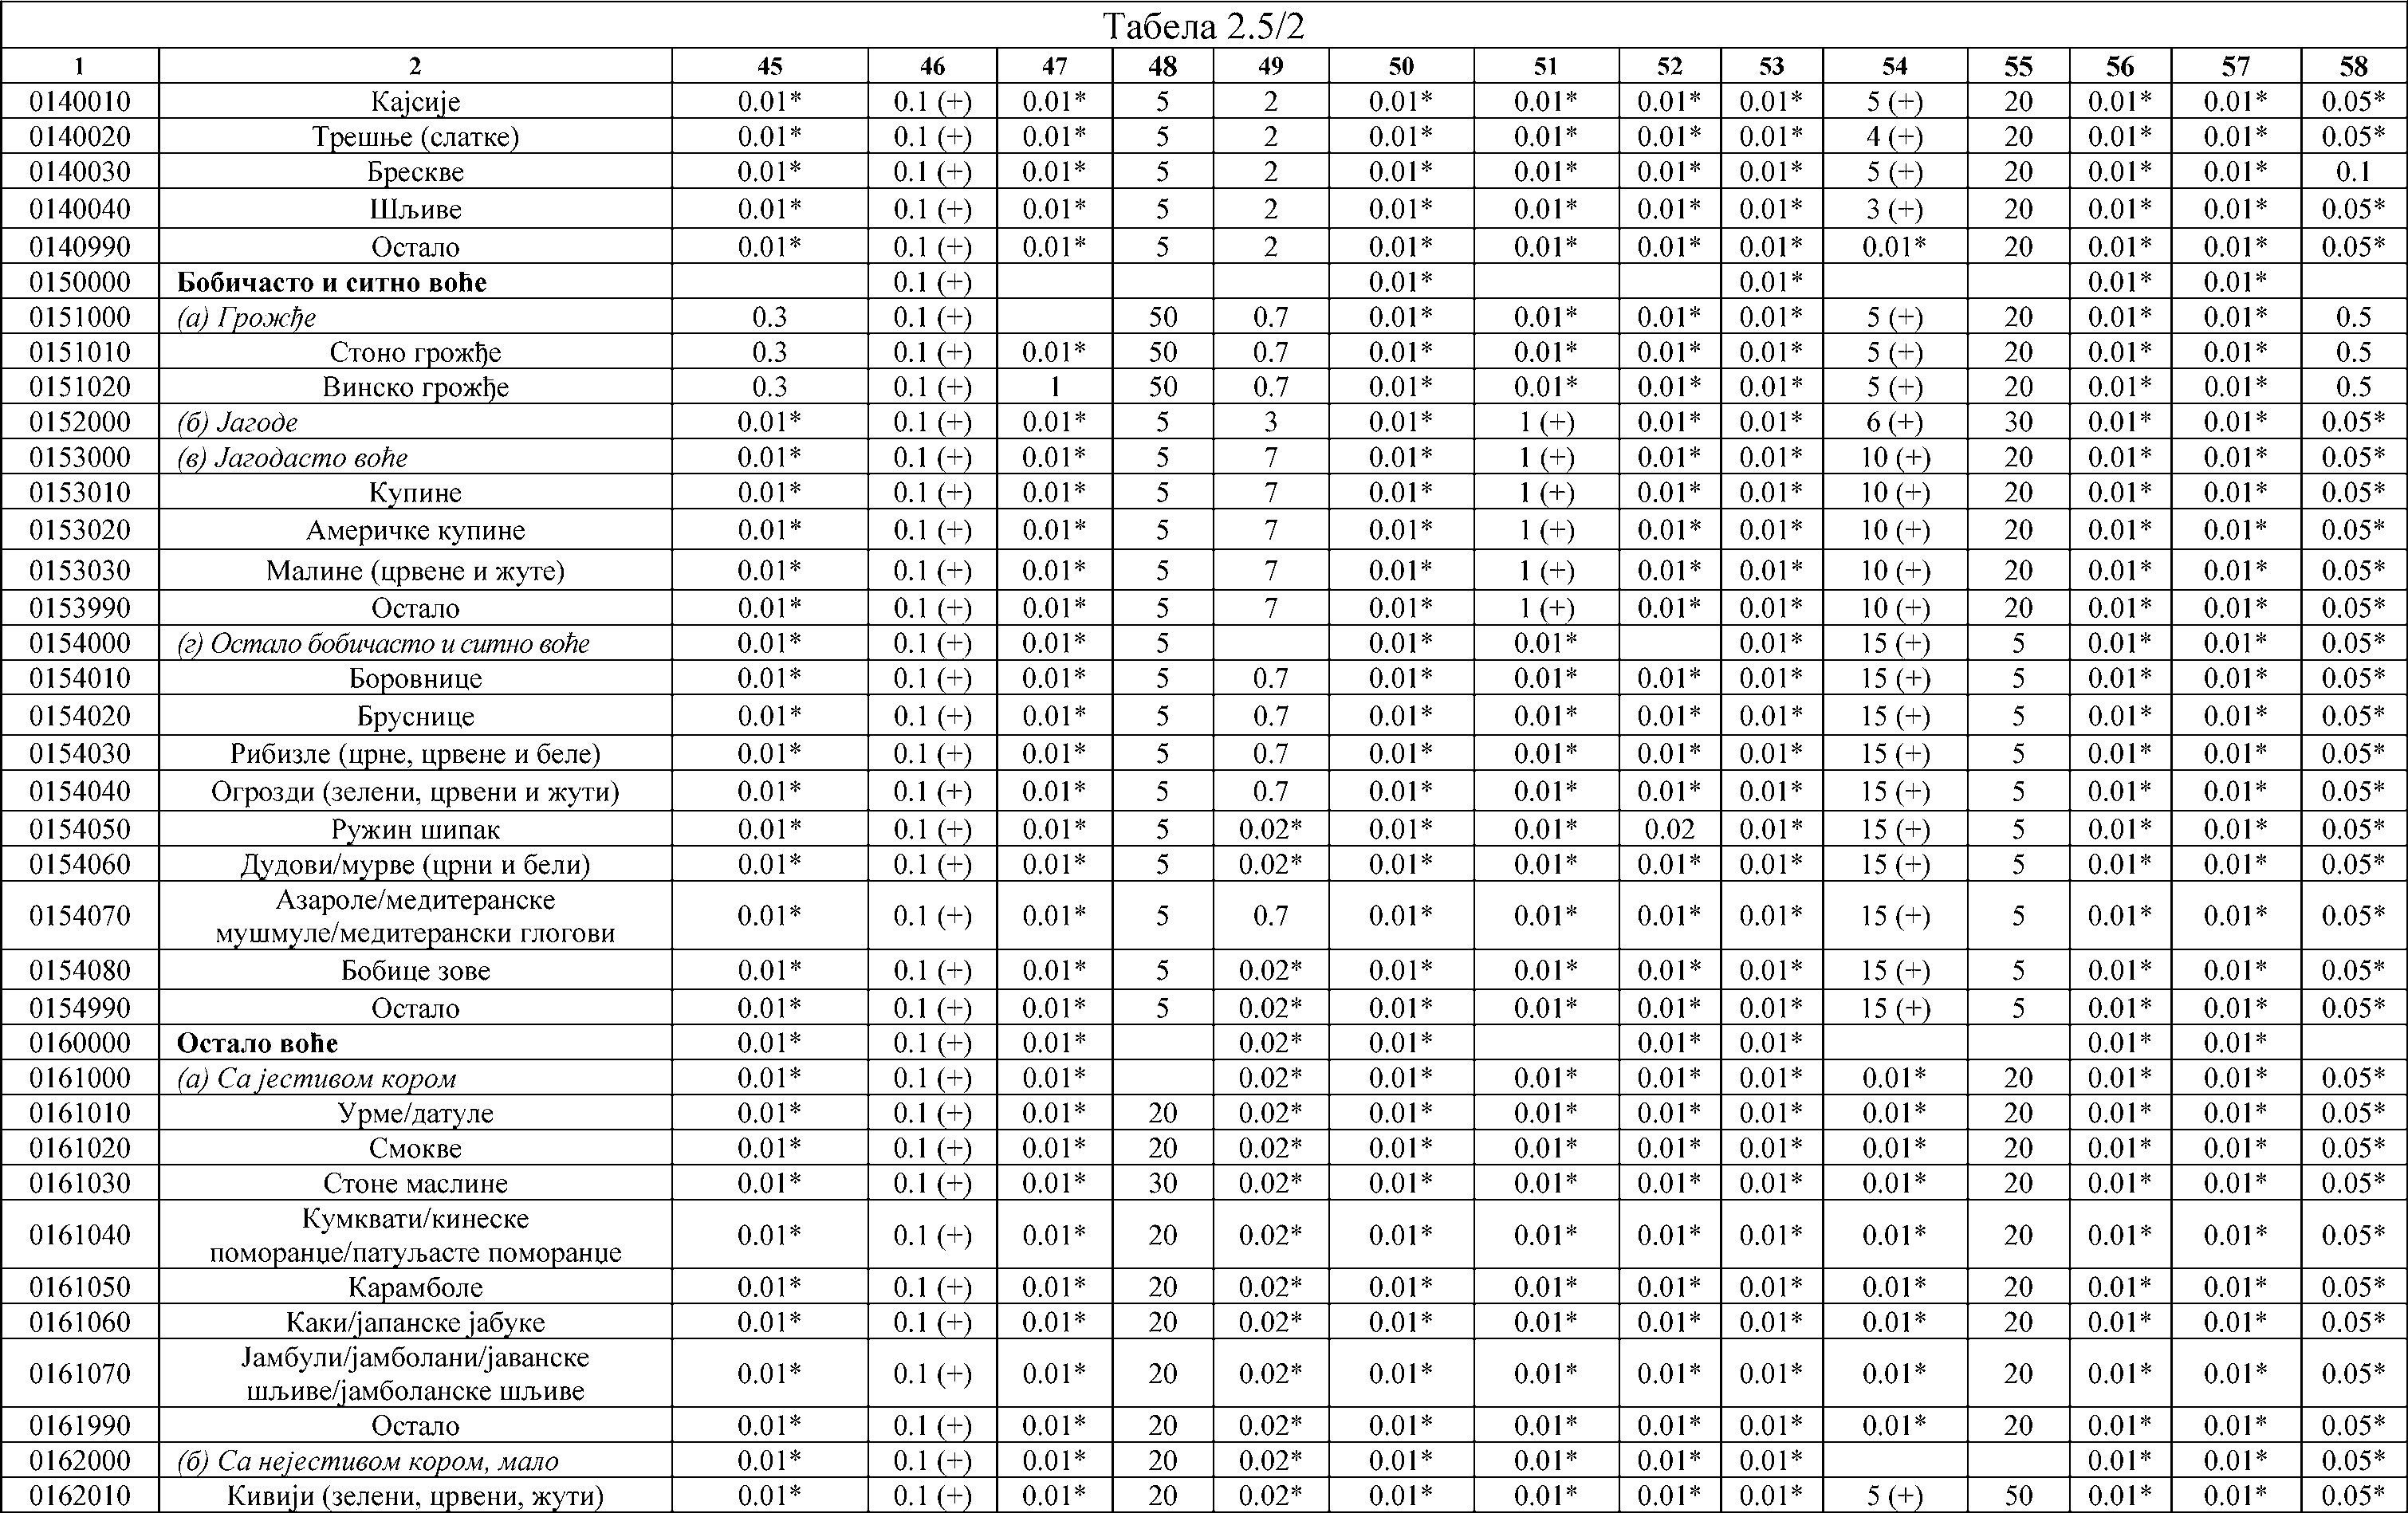 Табела 2.5/2
1 2 45 46 47 48 49 50 51 52 53 54 55 56 57 58
0140010 Кајсије 0.01* 0.1 (+) 0.01* 5 2 0.01* 0.01* 0.01* 0.01* 5 (+) 20 0.01* 0.01* 0.05*
0140020 Трешње (слатке) 0.01* 0.1 (+) 0.01* 5 2 0.01* 0.01* 0.01* 0.01* 4 (+) 20 0.01* 0.01* 0.05*
0140030 Брескве 0.01* 0.1 (+) 0.01* 5 2 0.01* 0.01* 0.01* 0.01* 5 (+) 20 0.01* 0.01* 0.1
0140040 Шљиве 0.01* 0.1 (+) 0.01* 5 2 0.01* 0.01* 0.01* 0.01* 3 (+) 20 0.01* 0.01* 0.05*
0140990 Остало 0.01* 0.1 (+) 0.01* 5 2 0.01* 0.01* 0.01* 0.01* 0.01* 20 0.01* 0.01* 0.05*
0150000 Бобичасто и ситно воће 0.1 (+) 0.01* 0.01* 0.01* 0.01*
0151000 (а) Грожђе 0.3 0.1 (+) 50 0.7 0.01* 0.01* 0.01* 0.01* 5 (+) 20 0.01* 0.01* 0.5
0151010 Стоно грожђе 0.3 0.1 (+) 0.01* 50 0.7 0.01* 0.01* 0.01* 0.01* 5 (+) 20 0.01* 0.01* 0.5
0151020 Винско грожђе 0.3 0.1 (+) 1 50 0.7 0.01* 0.01* 0.01* 0.01* 5 (+) 20 0.01* 0.01* 0.5
0152000 (б) Јагоде 0.01* 0.1 (+) 0.01* 5 3 0.01* 1 (+) 0.01* 0.01* 6 (+) 30 0.01* 0.01* 0.05*
0153000 (в) Јагодасто воће 0.01* 0.1 (+) 0.01* 5 7 0.01* 1 (+) 0.01* 0.01* 10 (+) 20 0.01* 0.01* 0.05*
0153010 Купине 0.01* 0.1 (+) 0.01* 5 7 0.01* 1 (+) 0.01* 0.01* 10 (+) 20 0.01* 0.01* 0.05*
0153020 Америчке купине 0.01* 0.1 (+) 0.01* 5 7 0.01* 1 (+) 0.01* 0.01* 10 (+) 20 0.01* 0.01* 0.05*
0153030 Малине (црвене и жуте) 0.01* 0.1 (+) 0.01* 5 7 0.01* 1 (+) 0.01* 0.01* 10 (+) 20 0.01* 0.01* 0.05*
0153990 Остало 0.01* 0.1 (+) 0.01* 5 7 0.01* 1 (+) 0.01* 0.01* 10 (+) 20 0.01* 0.01* 0.05*
0154000 (г) Остало бобичасто и ситно воће 0.01* 0.1 (+) 0.01* 5 0.01* 0.01* 0.01* 15 (+) 5 0.01* 0.01* 0.05*
0154010 Боровнице 0.01* 0.1 (+) 0.01* 5 0.7 0.01* 0.01* 0.01* 0.01* 15 (+) 5 0.01* 0.01* 0.05*
0154020 Бруснице 0.01* 0.1 (+) 0.01* 5 0.7 0.01* 0.01* 0.01* 0.01* 15 (+) 5 0.01* 0.01* 0.05*
0154030 Рибизле (црне, црвене и беле) 0.01* 0.1 (+) 0.01* 5 0.7 0.01* 0.01* 0.01* 0.01* 15 (+) 5 0.01* 0.01* 0.05*
0154040 Огрозди (зелени, црвени и жути) 0.01* 0.1 (+) 0.01* 5 0.7 0.01* 0.01* 0.01* 0.01* 15 (+) 5 0.01* 0.01* 0.05*
0154050 Ружин шипак 0.01* 0.1 (+) 0.01* 5 0.02* 0.01* 0.01* 0.02 0.01* 15 (+) 5 0.01* 0.01* 0.05*
0154060 Дудови/мурве (црни и бели) 0.01* 0.1 (+) 0.01* 5 0.02* 0.01* 0.01* 0.01* 0.01* 15 (+) 5 0.01* 0.01* 0.05*
Азароле/медитеранске
0154070 мушмуле/медитерански глогови 0.01* 0.1 (+) 0.01* 5 0.7 0.01* 0.01* 0.01* 0.01* 15 (+) 5 0.01* 0.01* 0.05*
0154080 Бобице зове 0.01* 0.1 (+) 0.01* 5 0.02* 0.01* 0.01* 0.01* 0.01* 15 (+) 5 0.01* 0.01* 0.05*
0154990 Остало 0.01* 0.1 (+) 0.01* 5 0.02* 0.01* 0.01* 0.01* 0.01* 15 (+) 5 0.01* 0.01* 0.05*
0160000 Остало воће 0.01* 0.1 (+) 0.01* 0.02* 0.01* 0.01* 0.01* 0.01* 0.01*
0161000 (а) Са јестивом кором 0.01* 0.1 (+) 0.01* 0.02* 0.01* 0.01* 0.01* 0.01* 0.01* 20 0.01* 0.01* 0.05*
0161010 Урме/датуле 0.01* 0.1 (+) 0.01* 20 0.02* 0.01* 0.01* 0.01* 0.01* 0.01* 20 0.01* 0.01* 0.05*
0161020 Смокве 0.01* 0.1 (+) 0.01* 20 0.02* 0.01* 0.01* 0.01* 0.01* 0.01* 20 0.01* 0.01* 0.05*
0161030 Стоне маслине 0.01* 0.1 (+) 0.01* 30 0.02* 0.01* 0.01* 0.01* 0.01* 0.01* 20 0.01* 0.01* 0.05*
Кумквати/кинеске
0161040 поморанџе/патуљасте поморанџе 0.01* 0.1 (+) 0.01* 20 0.02* 0.01* 0.01* 0.01* 0.01* 0.01* 20 0.01* 0.01* 0.05*
0161050 Карамболе 0.01* 0.1 (+) 0.01* 20 0.02* 0.01* 0.01* 0.01* 0.01* 0.01* 20 0.01* 0.01* 0.05*
0161060 Каки/јапанске јабуке 0.01* 0.1 (+) 0.01* 20 0.02* 0.01* 0.01* 0.01* 0.01* 0.01* 20 0.01* 0.01* 0.05*
Јамбули/јамболани/јаванске
0161070 шљиве/јамболанске шљиве 0.01* 0.1 (+) 0.01* 20 0.02* 0.01* 0.01* 0.01* 0.01* 0.01* 20 0.01* 0.01* 0.05*
0161990 Остало 0.01* 0.1 (+) 0.01* 20 0.02* 0.01* 0.01* 0.01* 0.01* 0.01* 20 0.01* 0.01* 0.05*
0162000 (б) Са нејестивом кором, мало 0.01* 0.1 (+) 0.01* 20 0.02* 0.01* 0.01* 0.01* 0.01* 0.01* 0.01* 0.05*
0162010 Кивији (зелени, црвени, жути) 0.01* 0.1 (+) 0.01* 20 0.02* 0.01* 0.01* 0.01* 0.01* 5 (+) 50 0.01* 0.01* 0.05*